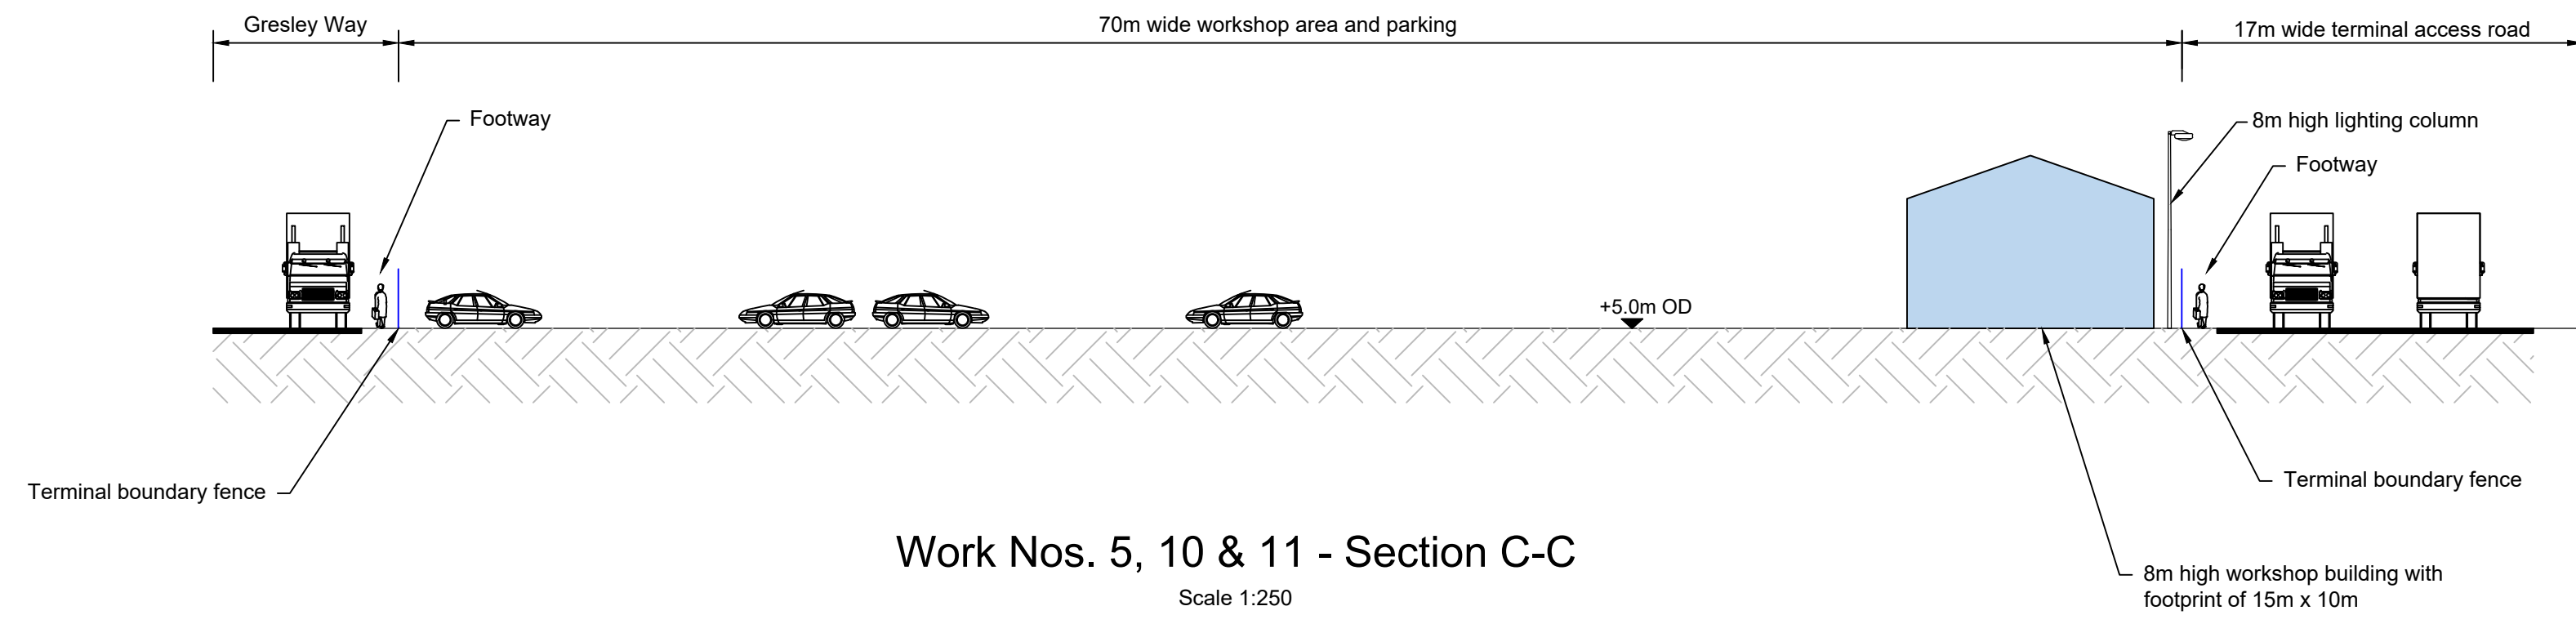 Gresley Way
70m wide workshop area and parking
17m wide terminal access road
Footway
8m high lighting column
Footway
+5.0m OD
Terminal boundary fence
Terminal boundary fence
Work Nos. 5, 10 & 11 - Section C-C
Scale 1:250
8m high workshop building with
footprint of 15m x 10m